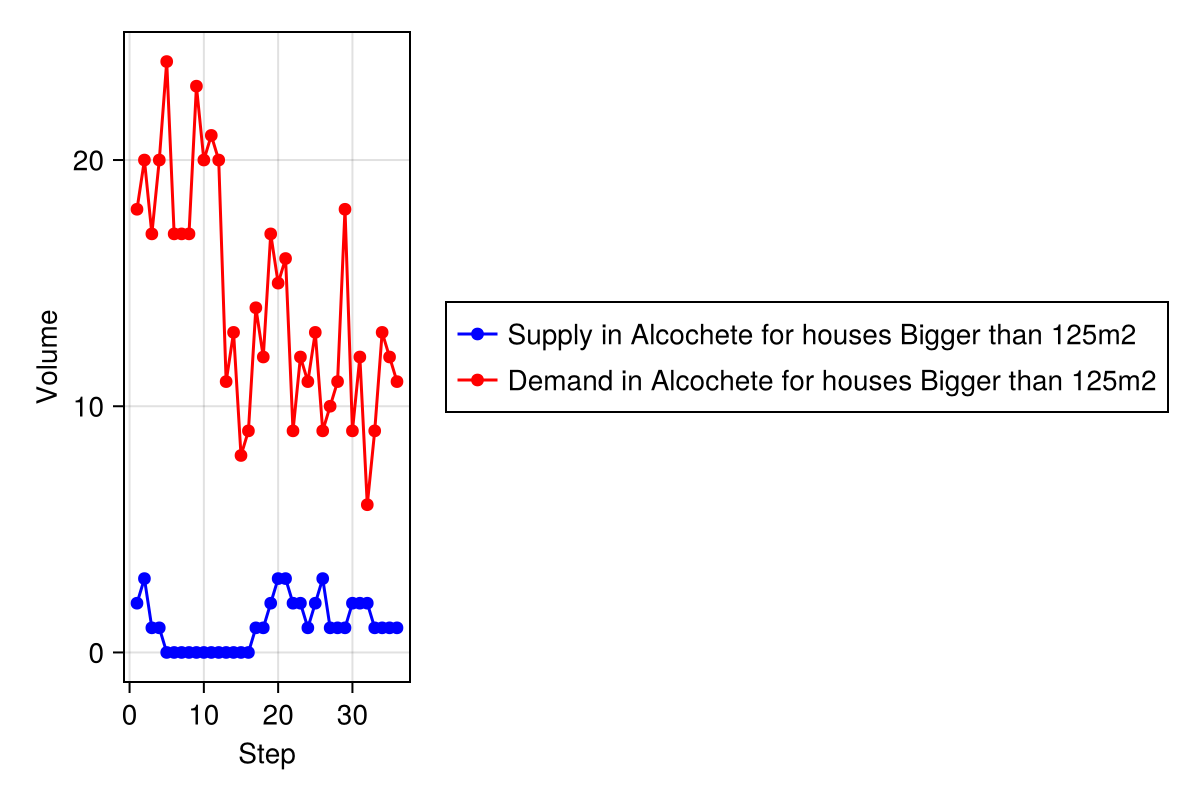 20
10
0
Volume
0 10 20 30
Step
Supply in Alcochete for houses Bigger than 125m2
Demand in Alcochete for houses Bigger than 125m2